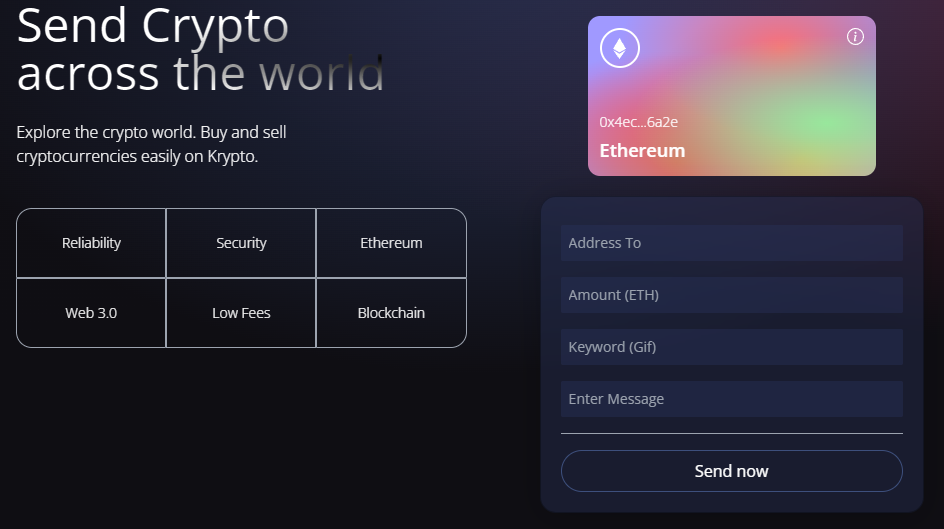 Send Crypto
across the world
Explore the crypto world. Buy and sell
cryptocurrencies easily on Krypto.
Reliability
Security
Ethereum
Web 3.0
Low Fees
Blockchain
i
0x4ec...6a2e
Ethereum
Address To
Amount (ETH)
Keyword (Gif)
Enter Message
Send now